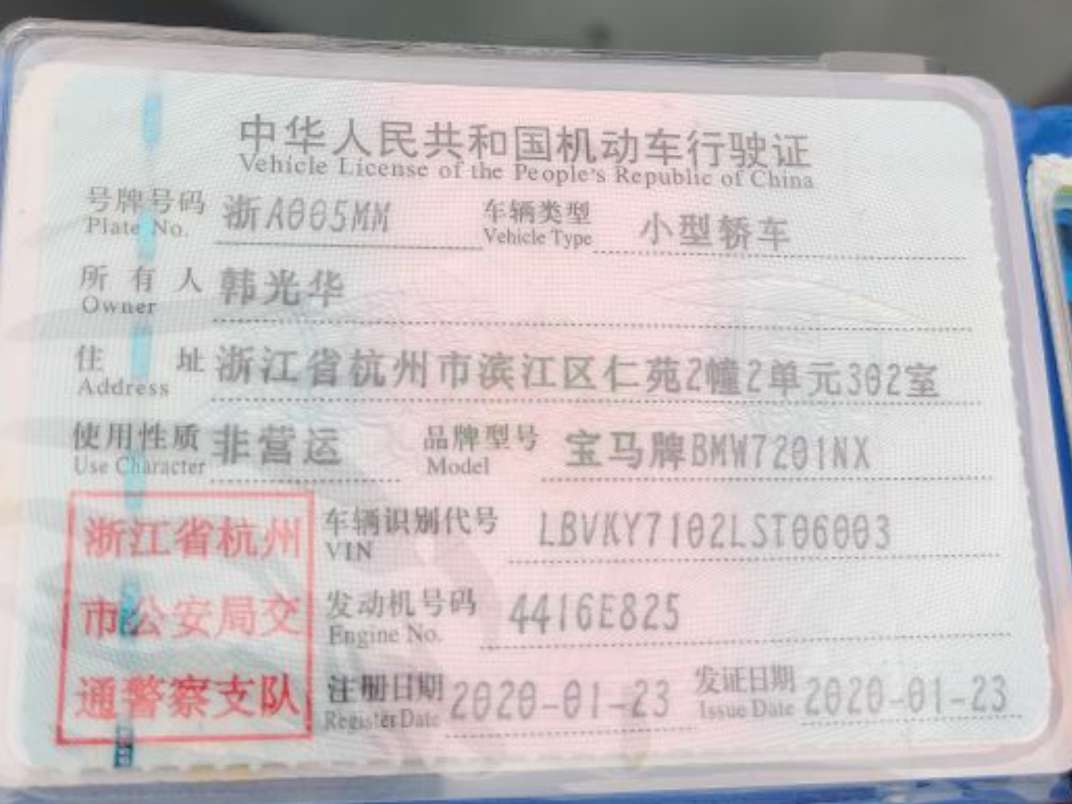 中华人民共和国机动车行驶证
Vehicle License of the People's Republic of China
号牌号码 浙A005MM 车辆类型 小型轿车
Plate No. Vehicle Type
所有人 韩光华
Owner
住址 浙江省杭州市滨江区仁苑2幢2单元302室
Address
使用性质 非营运 品牌型号 宝马牌BMW7201NX
Use Character Model
浙江省杭州
市公安局交
通警察支队
车辆识别代号 LBVKY7102LST06003
VIN
发动机号码 4416E825
Engine No.
注册日期 2020-01-23 发证日期 2020-01-23
Register Date Issue Date